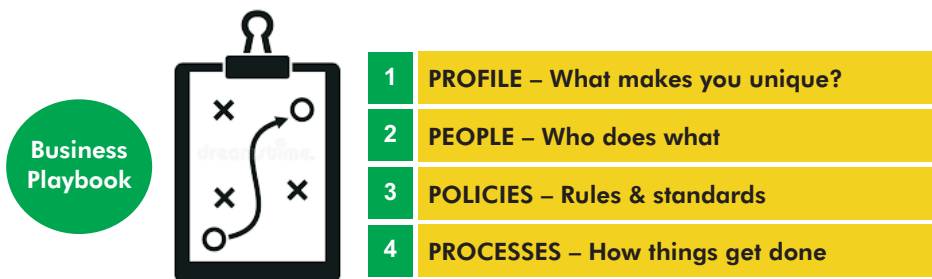 Business
Playbook
dreamstime.
1 PROFILE – What makes you unique?
2 PEOPLE – Who does what
3 POLICIES – Rules & standards
4 PROCESSES – How things get done